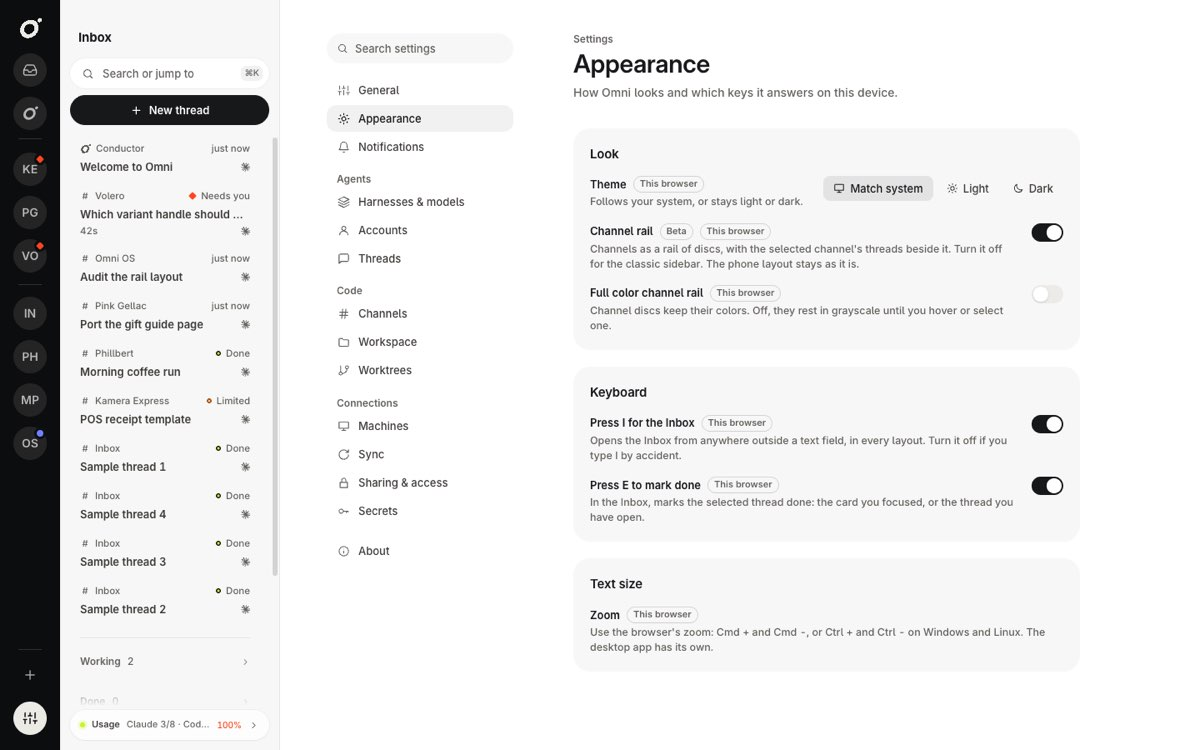 KE
PG
VO
IN
PH
MP
OS
Inbox
Search or jump to
⌘K
+ New thread
Conductor
just now
Welcome to Omni
# Volero
Needs you
Which variant handle should ...
42s
# Omni OS
just now
Audit the rail layout
# Pink Gellac
just now
Port the gift guide page
# Phillbert
Done
Morning coffee run
# Kamera Express
Limited
POS receipt template
# Inbox
Done
Sample thread 1
# Inbox
Done
Sample thread 4
# Inbox
Done
Sample thread 3
# Inbox
Done
Sample thread 2
Working 2
Done 0
Usage Claude 3/8 · Cod... 100%
Search settings
General
Appearance
Notifications
Agents
Harnesses & models
Accounts
Threads
Code
Channels
Workspace
Worktrees
Connections
Machines
Sync
Sharing & access
Secrets
About
Settings
Appearance
How Omni looks and which keys it answers on this device.
Look
Theme This browser
Follows your system, or stays light or dark.
Match system Light Dark
Channel rail Beta This browser
Channels as a rail of discs, with the selected channel's threads beside it. Turn it off
for the classic sidebar. The phone layout stays as it is.
Full color channel rail This browser
Channel discs keep their colors. Off, they rest in grayscale until you hover or select
one.
Keyboard
Press I for the Inbox This browser
Opens the Inbox from anywhere outside a text field, in every layout. Turn it off if you
type I by accident.
Press E to mark done This browser
In the Inbox, marks the selected thread done: the card you focused, or the thread you
have open.
Text size
Zoom This browser
Use the browser's zoom: Cmd + and Cmd -, or Ctrl + and Ctrl - on Windows and Linux. The
desktop app has its own.